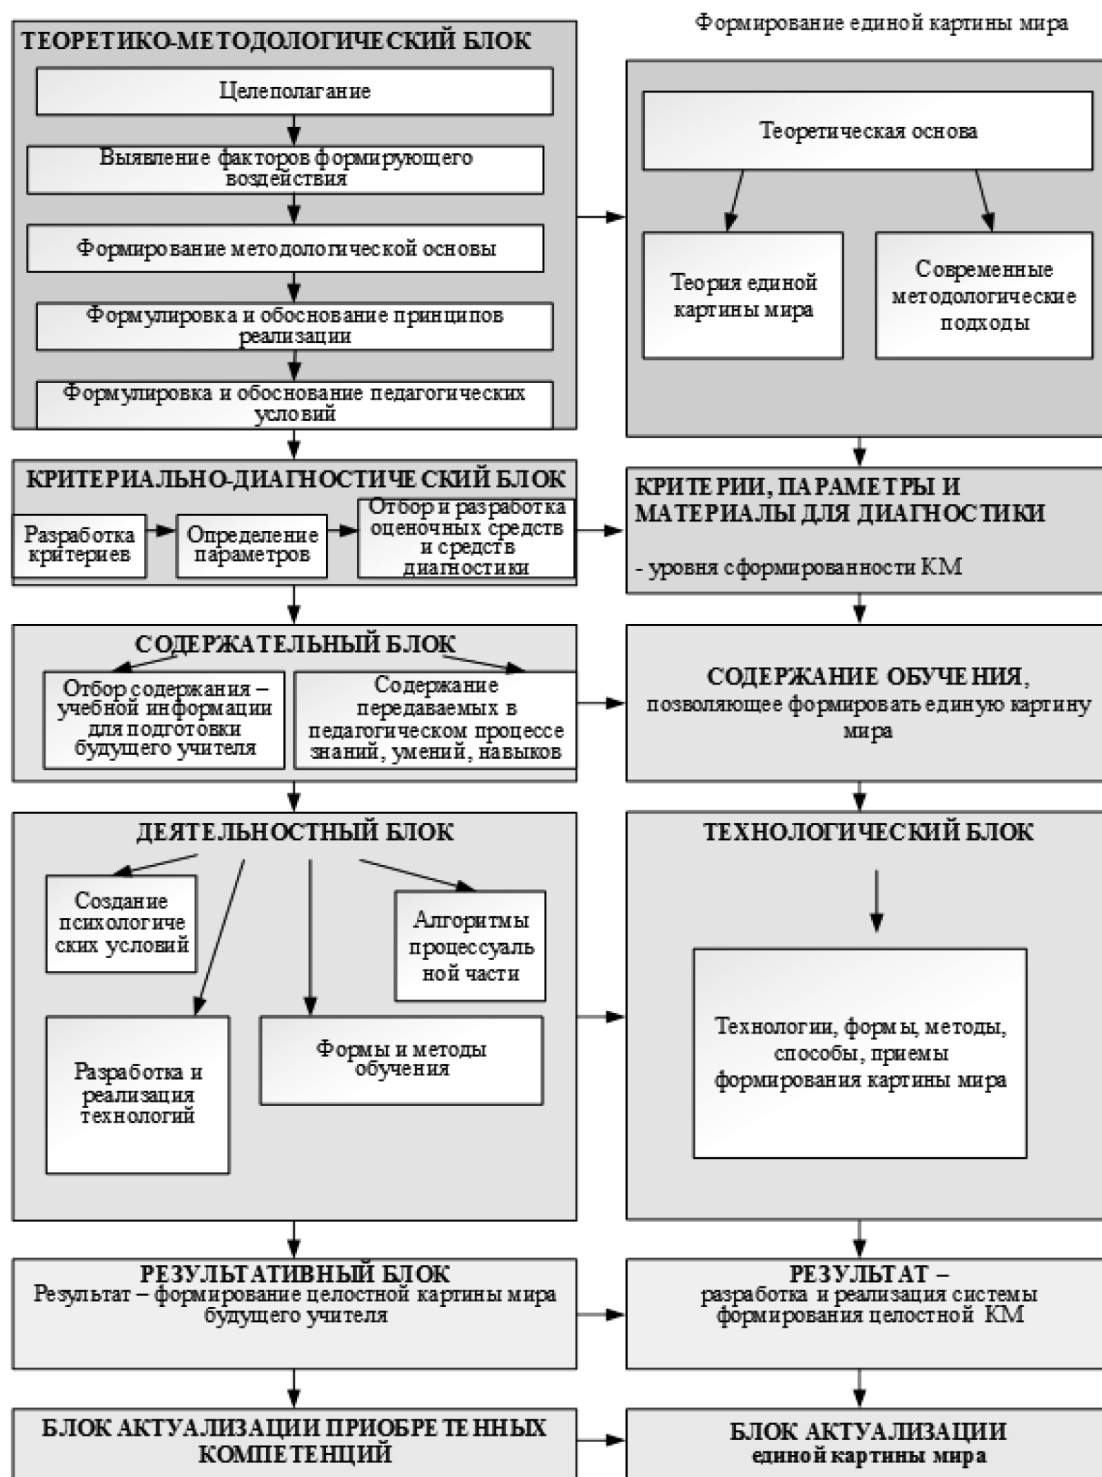 Формирование единой картины мира
ТЕОРЕТИКО-МЕТОДОЛОГИЧЕСКИЙ БЛОК
Целеполагание
Выявление факторов формирующего
воздействия
Формирование методологической основы
Формулировка и обоснование принципов
реализации
Формулировка и обоснование педагогических
условий
Теоретическая основа
Теория единой
картины мира
Современные
методологические
подходы
КРИТЕРИАЛЬНО-ДИАГНОСТИЧЕСКИЙ БЛОК
Разработка
критериев
Определение
параметров
Отбор и разработка
оценочных средств
и средств
диагностики
КРИТЕРИИ, ПАРАМЕТРЫ И
МАТЕРИАЛЫ ДЛЯ ДИАГНОСТИКИ
- уровня сформированности КМ
СОДЕРЖАТЕЛЬНЫЙ БЛОК
Отбор содержания –
учебной информации
для подготовки
будущего учителя
Содержание
передаваемых в
педагогическом процессе
знаний, умений, навыков
СОДЕРЖАНИЕ ОБУЧЕНИЯ,
позволяющее формировать единую картину
мира
ДЕЯТЕЛЬНОСТНЫЙ БЛОК
Создание
психологиче
ских условий
Алгоритмы
процессуаль
ной части
Разработка и
реализация
технологий
Формы и методы
обучения
ТЕХНОЛОГИЧЕСКИЙ БЛОК
Технологии, формы, методы,
способы, приемы
формирования картины мира
РЕЗУЛЬТАТИВНЫЙ БЛОК
Результат – формирование целостной картины мира
будущего учителя
РЕЗУЛЬТАТ –
разработка и реализация системы
формирования целостной КМ
БЛОК АКТУАЛИЗАЦИИ ПРИОБРЕТЕННЫХ
КОМПЕТЕНЦИЙ
БЛОК АКТУАЛИЗАЦИИ
единой картины мира